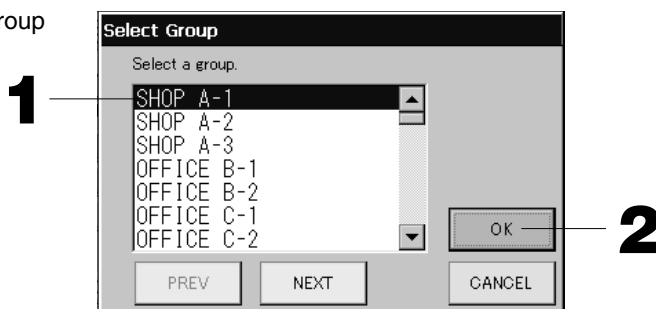 roup
Select Group
Select a group.
1
SHOP A-1
SHOP A-2
SHOP A-3
OFFICE B-1
OFFICE B-2
OFFICE C-1
OFFICE C-2
OK
2
PREV
NEXT
CANCEL